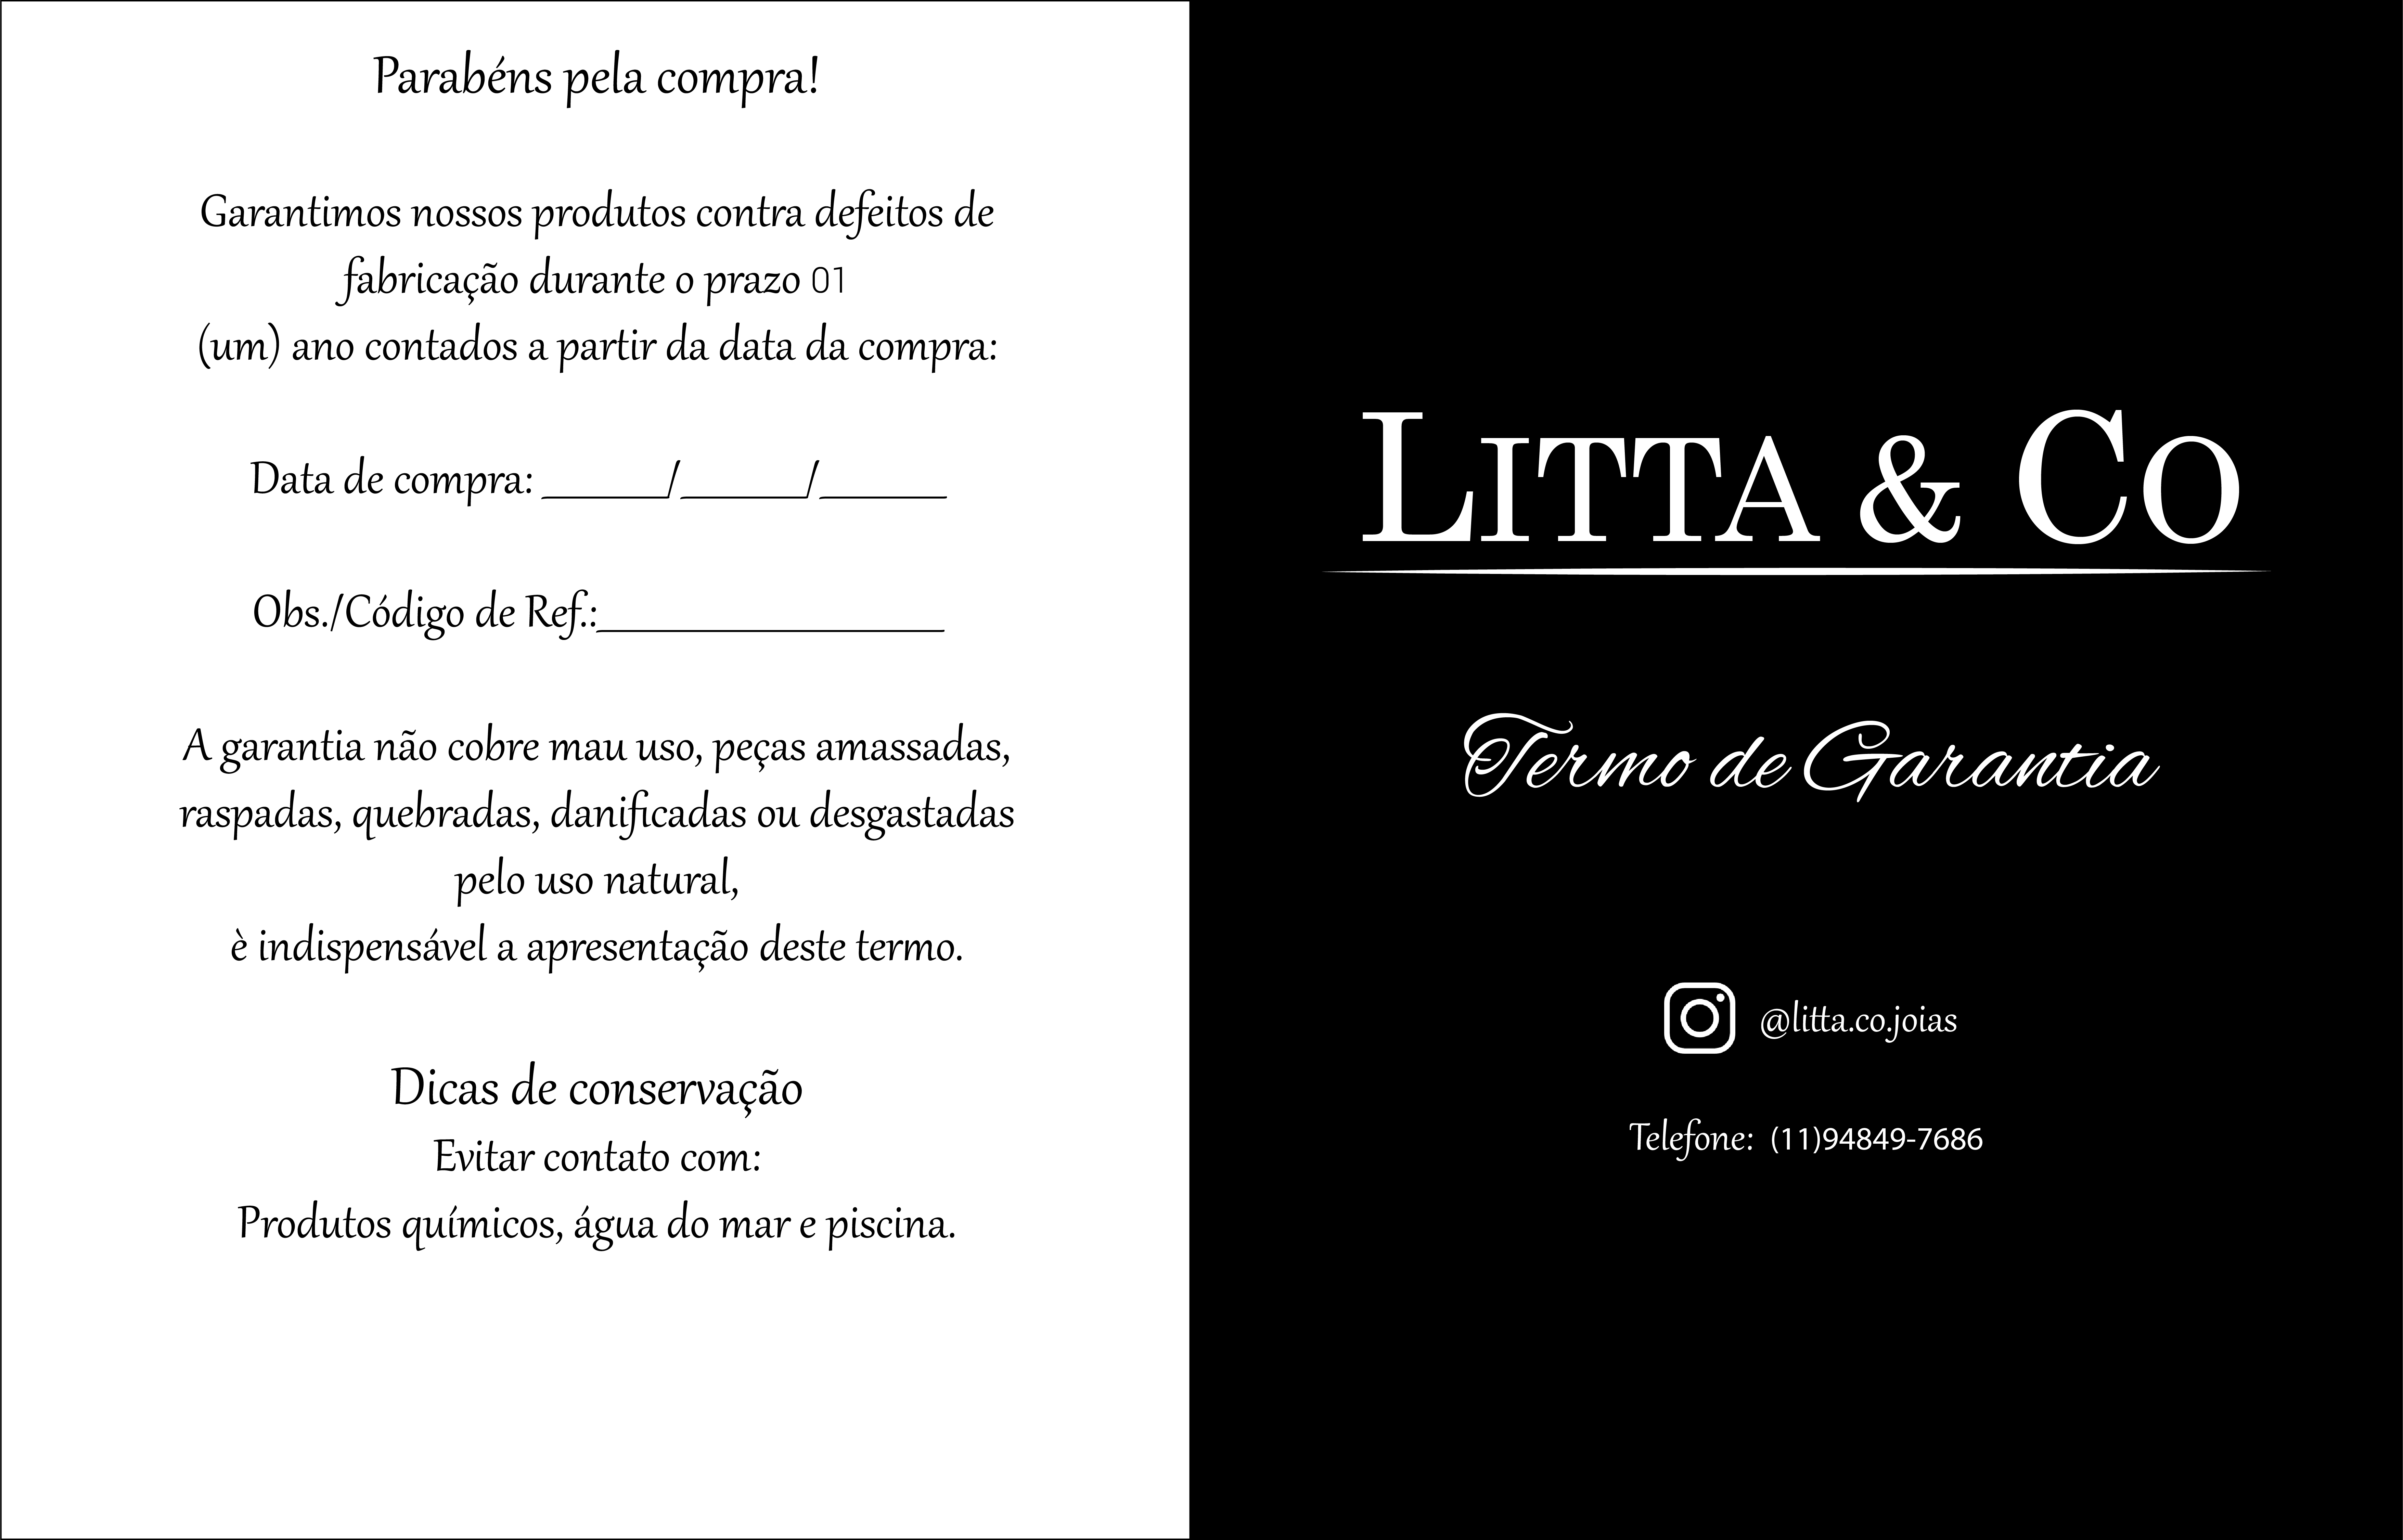 Parabéns pela compra!
Garantimos nossos produtos contra defeitos de
fabricação durante o prazo 01
(um) ano contados a partir da data da compra:
Data de compra: ______/______/______
Obs./Código de Ref.:_________________
A garantia não cobre mau uso, peças amassadas,
raspadas, quebradas, danificadas ou desgastadas
pelo uso natural,
è indispensável a apresentação deste termo.
Dicas de conservação
Evitar contato com:
Produtos químicos, água do mar e piscina.
LITTA & CO
Termo de Garantia
@litta.co.joias
Telefone: (11)94849-7686